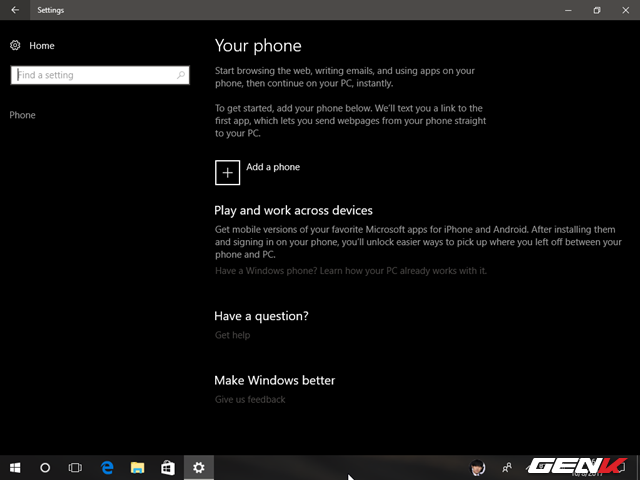 Settings
Home
Find a setting
Phone
Your phone
Start browsing the web, writing emails, and using apps on your
phone, then continue on your PC, instantly.
To get started, add your phone below. We'll text you a link to the
first app, which lets you send webpages from your phone straight
to your PC.
Add a phone
Play and work across devices
Get mobile versions of your favorite Microsoft apps for iPhone and Android. After installing them
and signing in on your phone, you'll unlock easier ways to pick up where you left off between your
phone and PC.
Have a Windows phone? Learn how your PC already works with it.
Have a question?
Get help
Make Windows better
Give us feedback
GENK